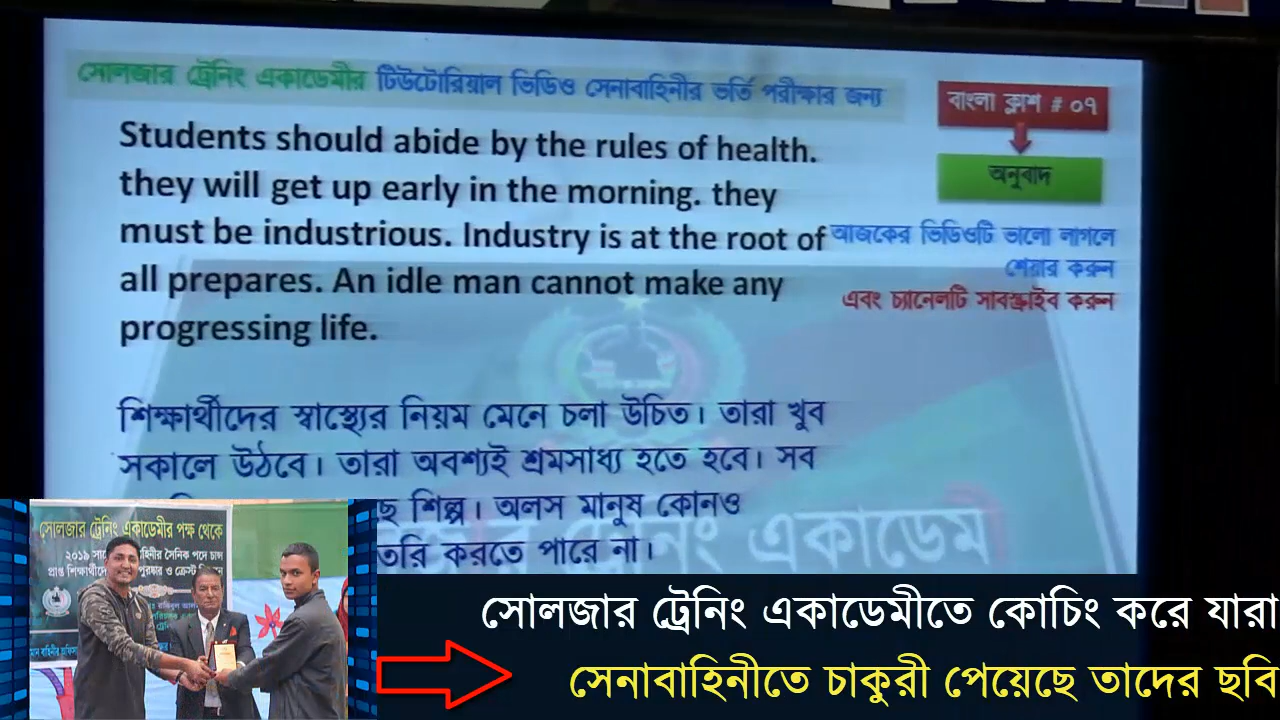 সোলজার ট্রেনিং একাডেমীর টিউটোরিয়াল ভিডিও সেনাবাহিনীর ভর্তি পরীক্ষার জন্য
বাংলা ক্লাশ # ০৭
অনুবাদ
Students should abide by the rules of health.
they will get up early in the morning. they
must be industrious. Industry is at the root of
all prepares. An idle man cannot make any
progressing life.
আজকের ভিডিওটি ভালো লাগলে
শেয়ার করুন
এবং চ্যানেলটি সাবস্ক্রাইব করুন
শিক্ষার্থীদের স্বাস্থ্যের নিয়ম মেনে চলা উচিত। তারা খুব
সকালে উঠবে। তারা অবশ্যই শ্রমসাধ্য হতে হবে। সব
শিল্প। অলস মানুষ কোনও
করতে পারে না।
একাডেম
সোলজার ট্রেনিং একাডেমীর পক্ষ থেকে
সোলজার ট্রেনিং একাডেমীতে কোচিং করে যারা
সেনাবাহিনীতে চাকুরী পেয়েছে তাদের ছবি